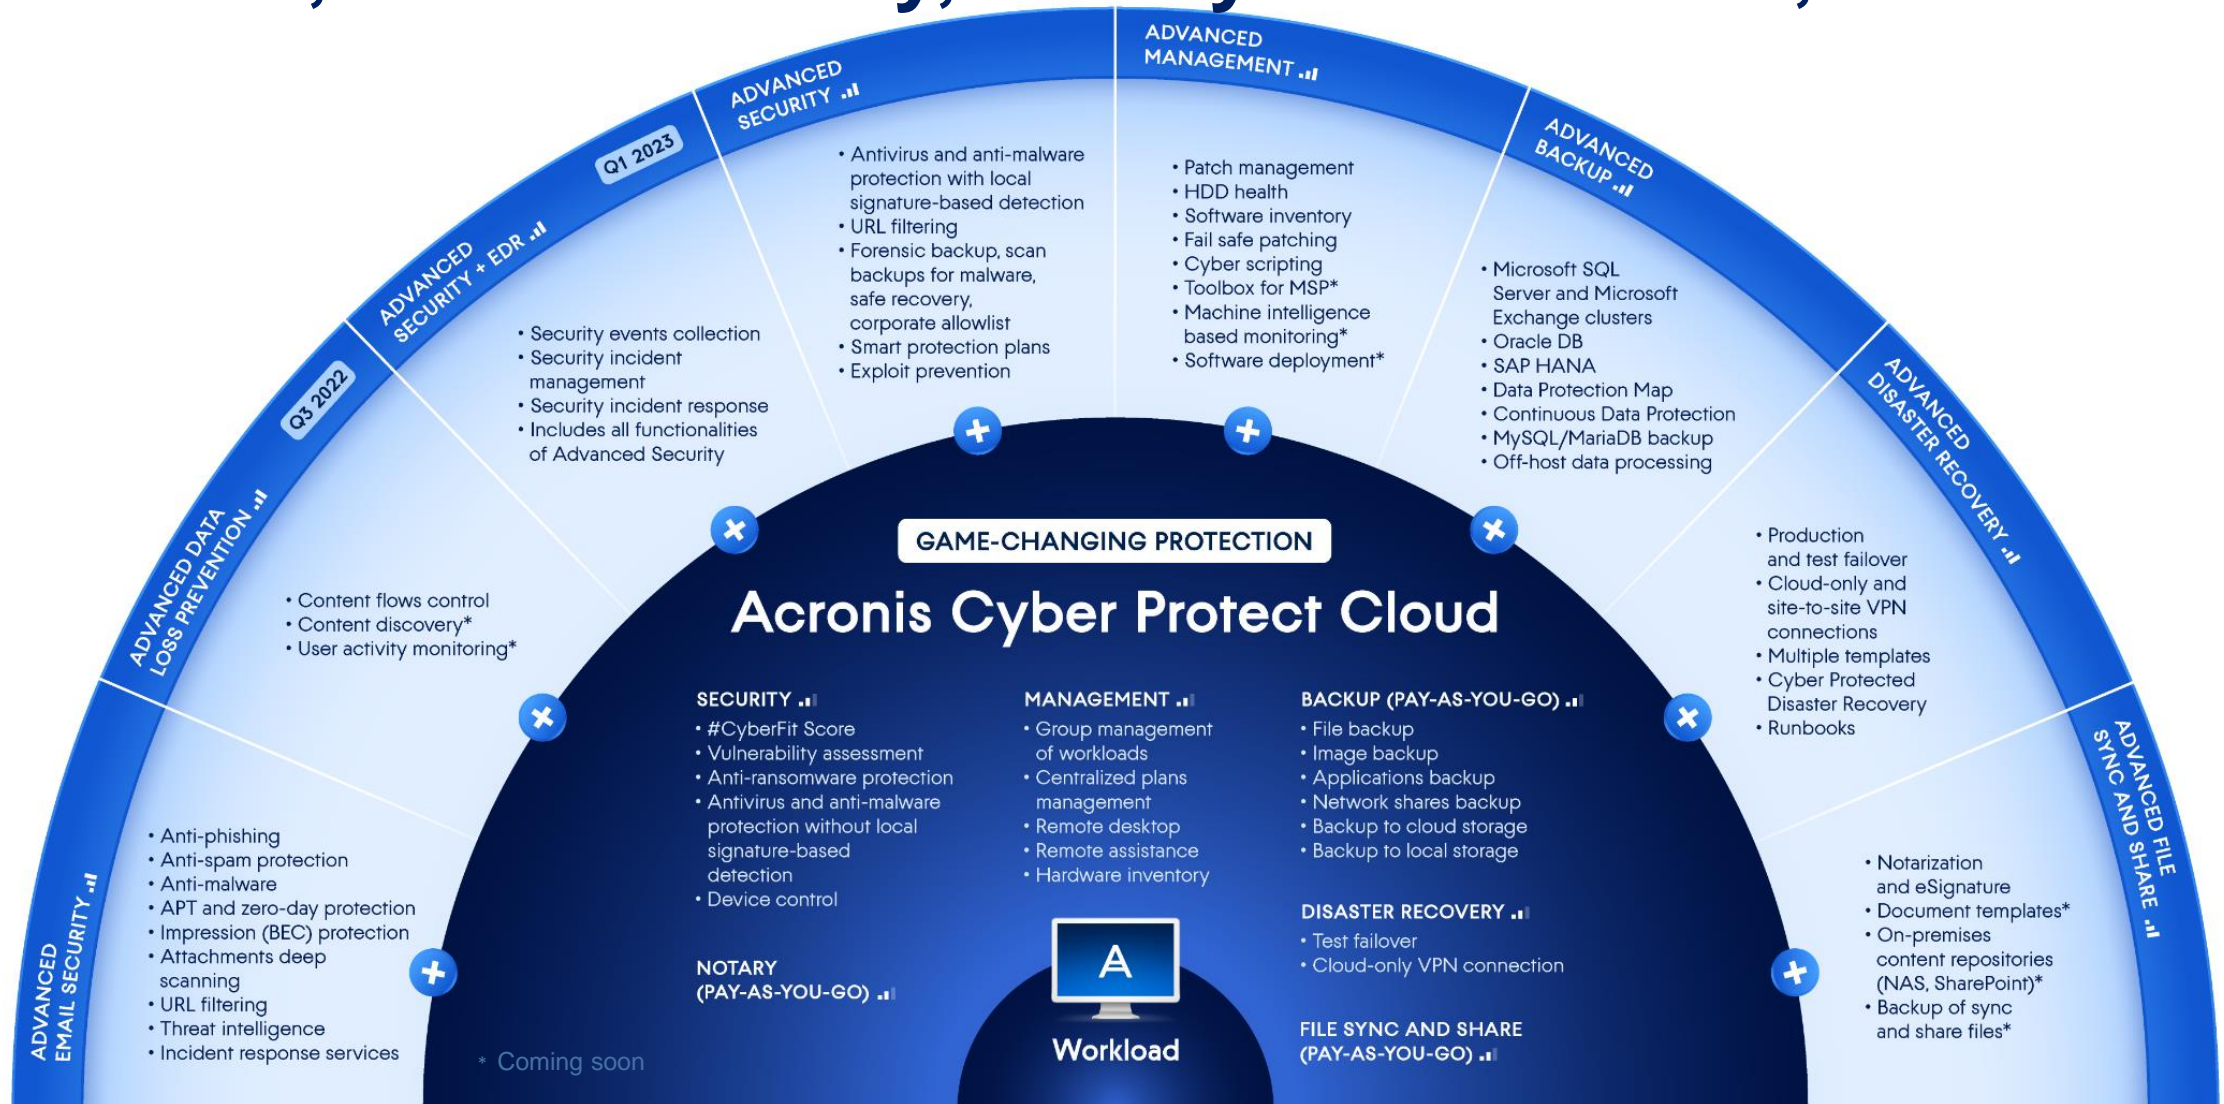 ADVANCED
EMAIL SECURITY
• Anti-phishing
• Anti-spam protection
• Anti-malware
• APT and zero-day protection
• Impression (BEC) protection
• Attachments deep
scanning
• URL filtering
• Threat intelligence
• Incident response services
ADVANCED DATA
LOSS PREVENTION
Q3 2022
• Content flows control
• Content discovery*
• User activity monitoring*
ADVANCED
SECURITY + EDR
Q1 2023
• Security events collection
• Security incident
management
• Security incident response
• Includes all functionalities
of Advanced Security
ADVANCED
SECURITY
• Antivirus and anti-malware
protection with local
signature-based detection
• URL filtering
• Forensic backup, scan
backups for malware,
safe recovery,
corporate allowlist
• Smart protection plans
• Exploit prevention
ADVANCED
MANAGEMENT
• Patch management
• HDD health
• Software inventory
• Fail safe patching
• Cyber scripting
• Toolbox for MSP*
• Machine intelligence
based monitoring*
• Software deployment*
ADVANCED
BACKUP
• Microsoft SQL
Server and Microsoft
Exchange clusters
• Oracle DB
• SAP HANA
• Data Protection Map
• Continuous Data Protection
• MySQL/MariaDB backup
• Off-host data processing
ADVANCED
DISASTER RECOVERY
• Production
and test failover
• Cloud-only and
site-to-site VPN
connections
• Multiple templates
• Cyber Protected
Disaster Recovery
• Runbooks
ADVANCED FILE
SYNC AND SHARE
• Notarization
and eSignature
• Document templates*
• On-premises
content repositories
(NAS, SharePoint)*
• Backup of sync
and share files*
GAME-CHANGING PROTECTION
Acronis Cyber Protect Cloud
SECURITY
• #CyberFit Score
• Vulnerability assessment
• Anti-ransomware protection
• Antivirus and anti-malware
protection without local
signature-based
detection
• Device control
NOTARY
(PAY-AS-YOU-GO)
MANAGEMENT
• Group management
of workloads
• Centralized plans
management
• Remote desktop
• Remote assistance
• Hardware inventory
BACKUP (PAY-AS-YOU-GO)
• File backup
• Image backup
• Applications backup
• Network shares backup
• Backup to cloud storage
• Backup to local storage
DISASTER RECOVERY
• Test failover
• Cloud-only VPN connection
FILE SYNC AND SHARE
(PAY-AS-YOU-GO)
A
Workload
* Coming soon